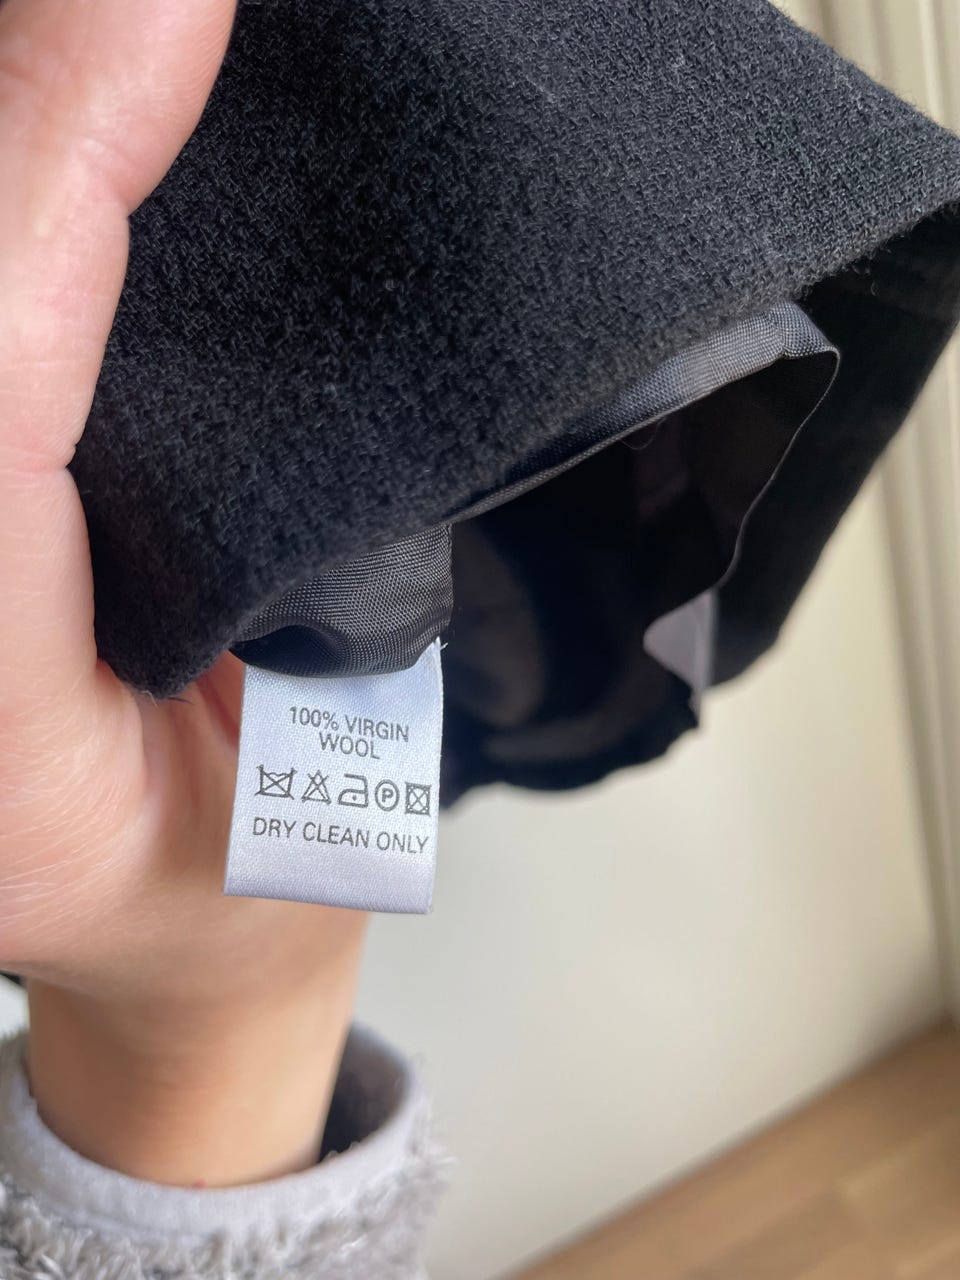 100% VIRGIN
WOOL
P
DRY CLEAN ONLY